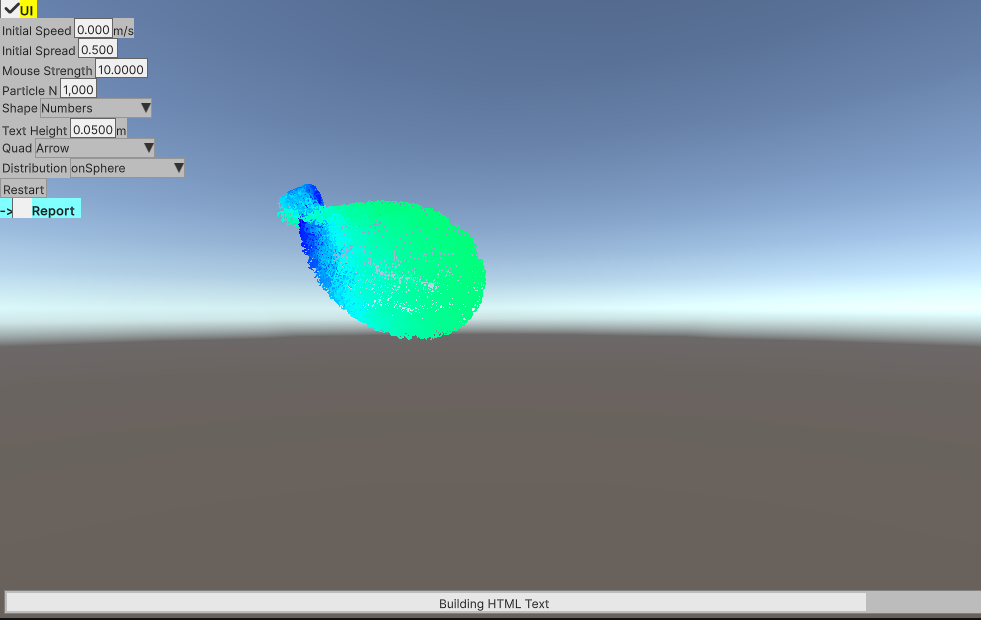 UI
Initial Speed 0.000 m/s
Initial Spread 0.500
Mouse Strength 10.0000
Particle N 1,000
Shape Numbers
Text Height 0.0500 m
Quad Arrow
Distribution onSphere
Restart
-> Report
Building HTML Text